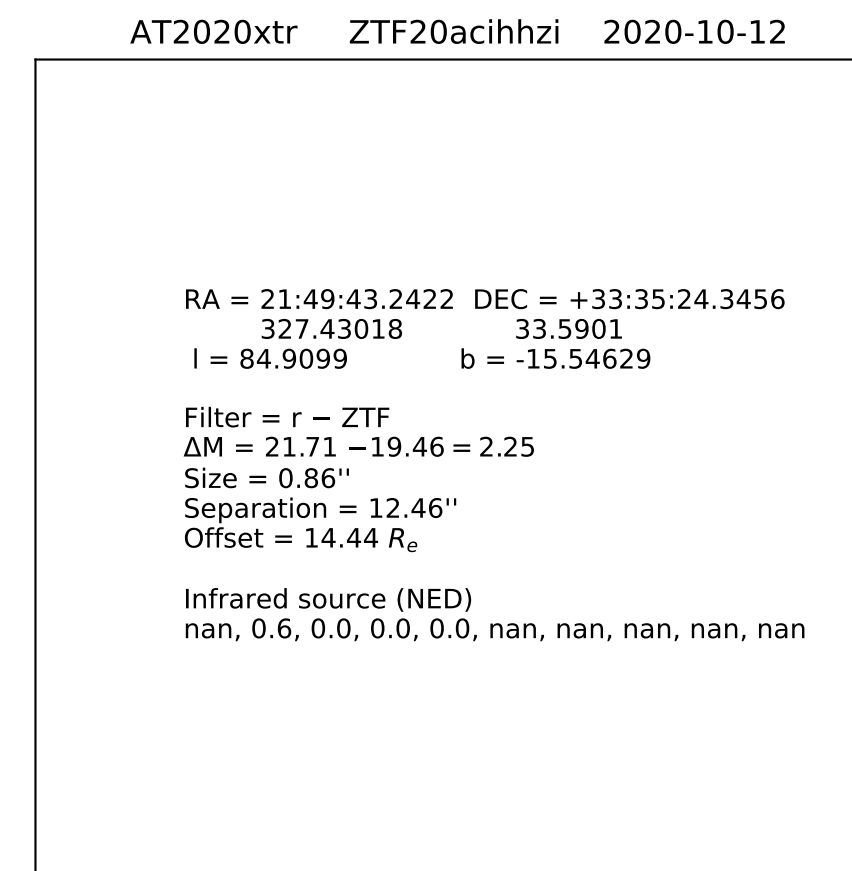 AT2020xtr ZTF20acihhzi 2020-10-12
RA = 21:49:43.2422 DEC = +33:35:24.3456
327.43018 33.5901
l = 84.9099 b = -15.54629
Filter = r − ZTF
ΔM = 21.71 −19.46 = 2.25
Size = 0.86''
Separation = 12.46''
Offset = 14.44 Re
Infrared source (NED)
nan, 0.6, 0.0, 0.0, 0.0, nan, nan, nan, nan, nan